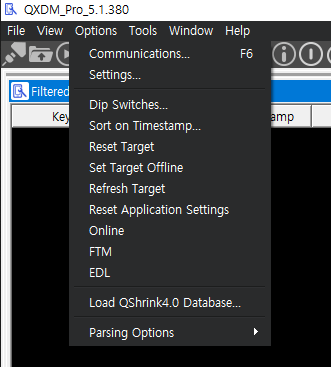 QXDM_Pro_5.1.380
File View Options Tools Window Help
Communications... F6
Settings...
Filtered
Dip Switches...
Key
Sort on Timestamp...
Reset Target
Set Target Offline
Refresh Target
Reset Application Settings
Online
FTM
EDL
Load QShrink4.0 Database...
Parsing Options